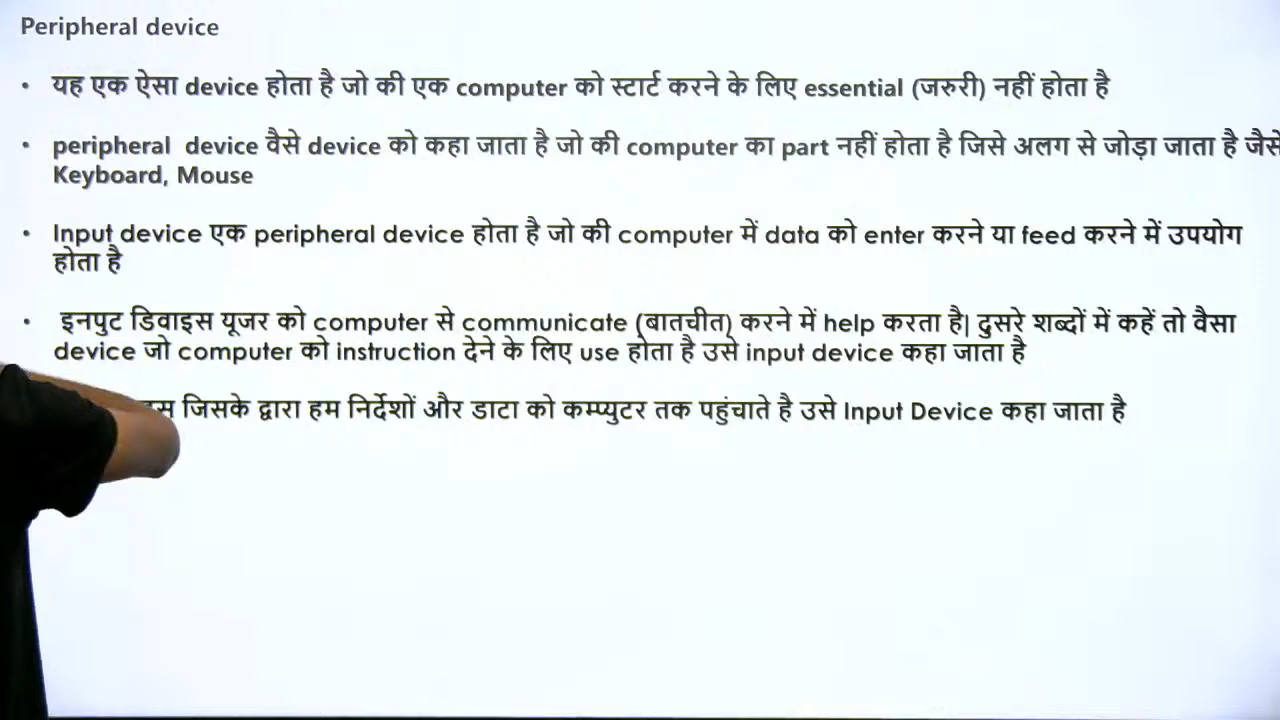 Peripheral device
• यह एक ऐसा device होता है जो की एक computer को स्टार्ट करने के लिए essential (जरुरी) नहीं होता है
• peripheral device वैसे device को कहा जाता है जो की computer का part नहीं होता है जिसे अलग से जोड़ा जाता है जैसे
Keyboard, Mouse
• Input device एक peripheral device होता है जो की computer में data को enter करने या feed करने में उपयोग
होता है
• इनपुट डिवाइस यूजर को computer से communicate (बातचीत) करने में help करता है| दुसरे शब्दों में कहें तो वैसा
device जो computer को instruction देने के लिए use होता है उसे input device कहा जाता है
जिसके द्वारा हम निर्देशों और डाटा को कम्प्युटर तक पहुंचाते है उसे Input Device कहा जाता है